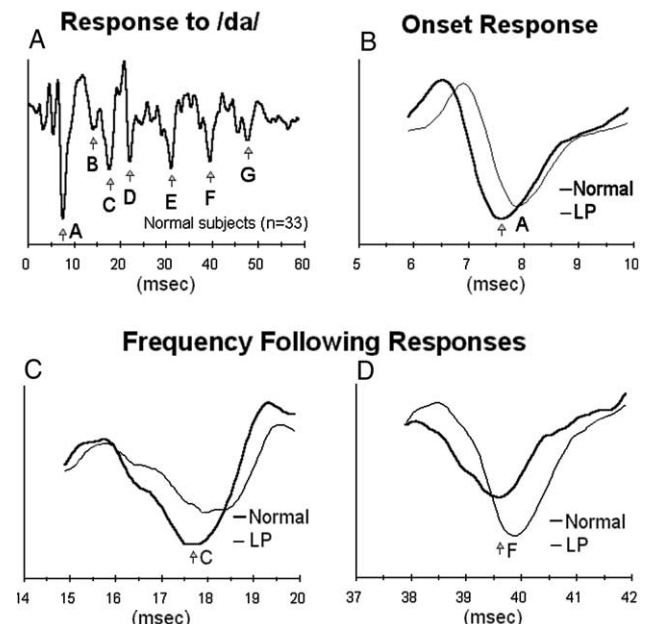 Response to /da/
A
B
C
D
E
F
G
A
Normal subjects (n=33)
0 10 20 30 40 50 60
(msec)
Onset Response
B
A
–Normal
–LP
5 6 7 8 9 10
(msec)
Frequency Following Responses
C
–Normal
–LP
C
14 15 16 17 18 19 20
(msec)
D
–Normal
–LP
F
37 38 39 40 41 42
(msec)